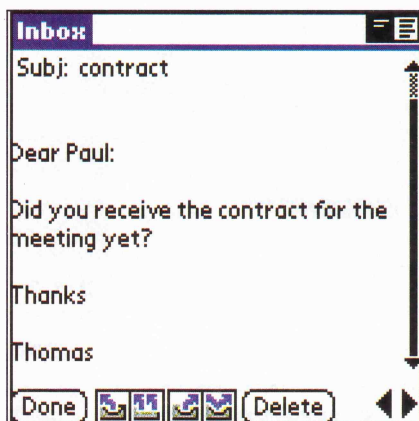 Inbox
Subj: contract
Dear Paul:
Did you receive the contract for the
meeting yet?
Thanks
Thomas
Done Delete